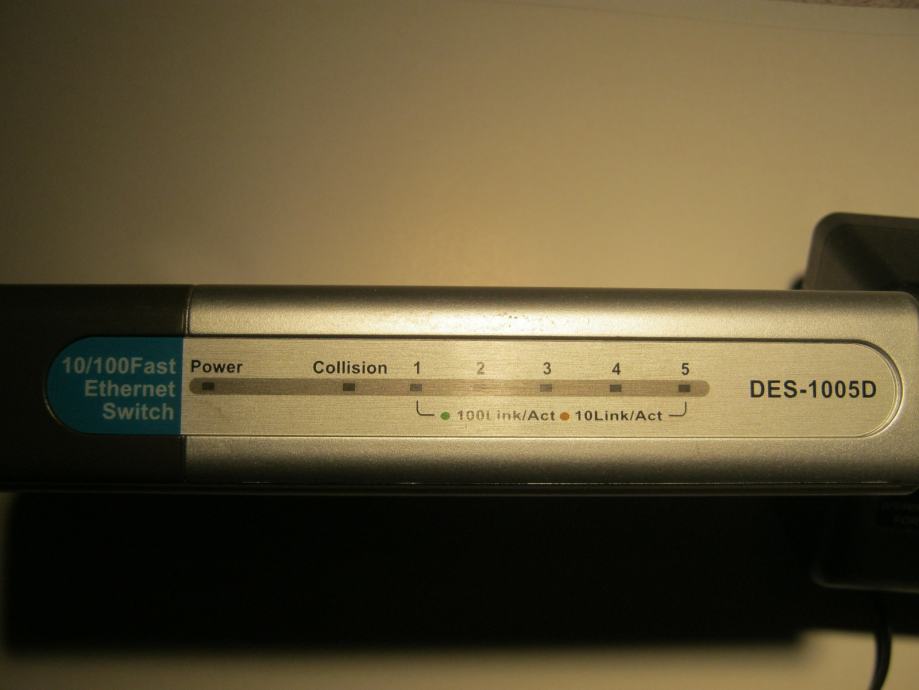 10/100Fast
Ethernet
Switch
Power Collision 1 2 3 4 5
100Link/Act 10Link/Act
DES-1005D